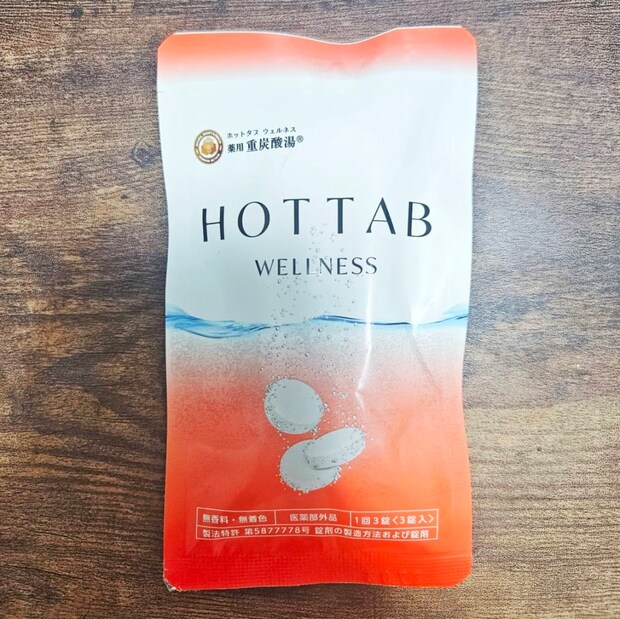 ホットタブ ウェルネス
薬用 重炭酸湯®
HOT TAB
WELLNESS
無香料・無着色 医薬部外品 1回3錠〈3錠入〉
製法特許 第5877778号 錠剤の製造方法および錠剤